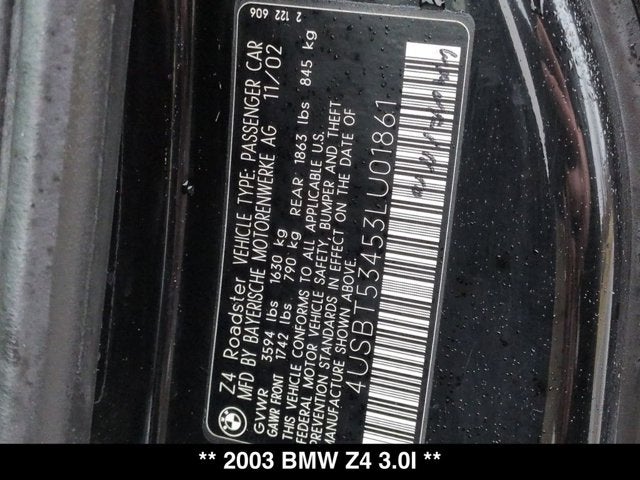 Z4 Roadster VEHICLE TYPE: PASSENGER CAR
MFD BY BAYERISCHE MOTORENWERKE AG 11/02
GVWR 3594 lbs 1630 kg
GAWR FRONT 1742 lbs 790 kg REAR: 1863 lbs 845 kg
THIS VEHICLE CONFORMS TO ALL APPLICABLE U.S.
FEDERAL MOTOR VEHICLE SAFETY, BUMPER AND THEFT
PREVENTION STANDARDS IN EFFECT ON THE DATE OF
MANUFACTURE SHOWN ABOVE.
4USBT53453LU01861
2 122 606
** 2003 BMW Z4 3.0I **